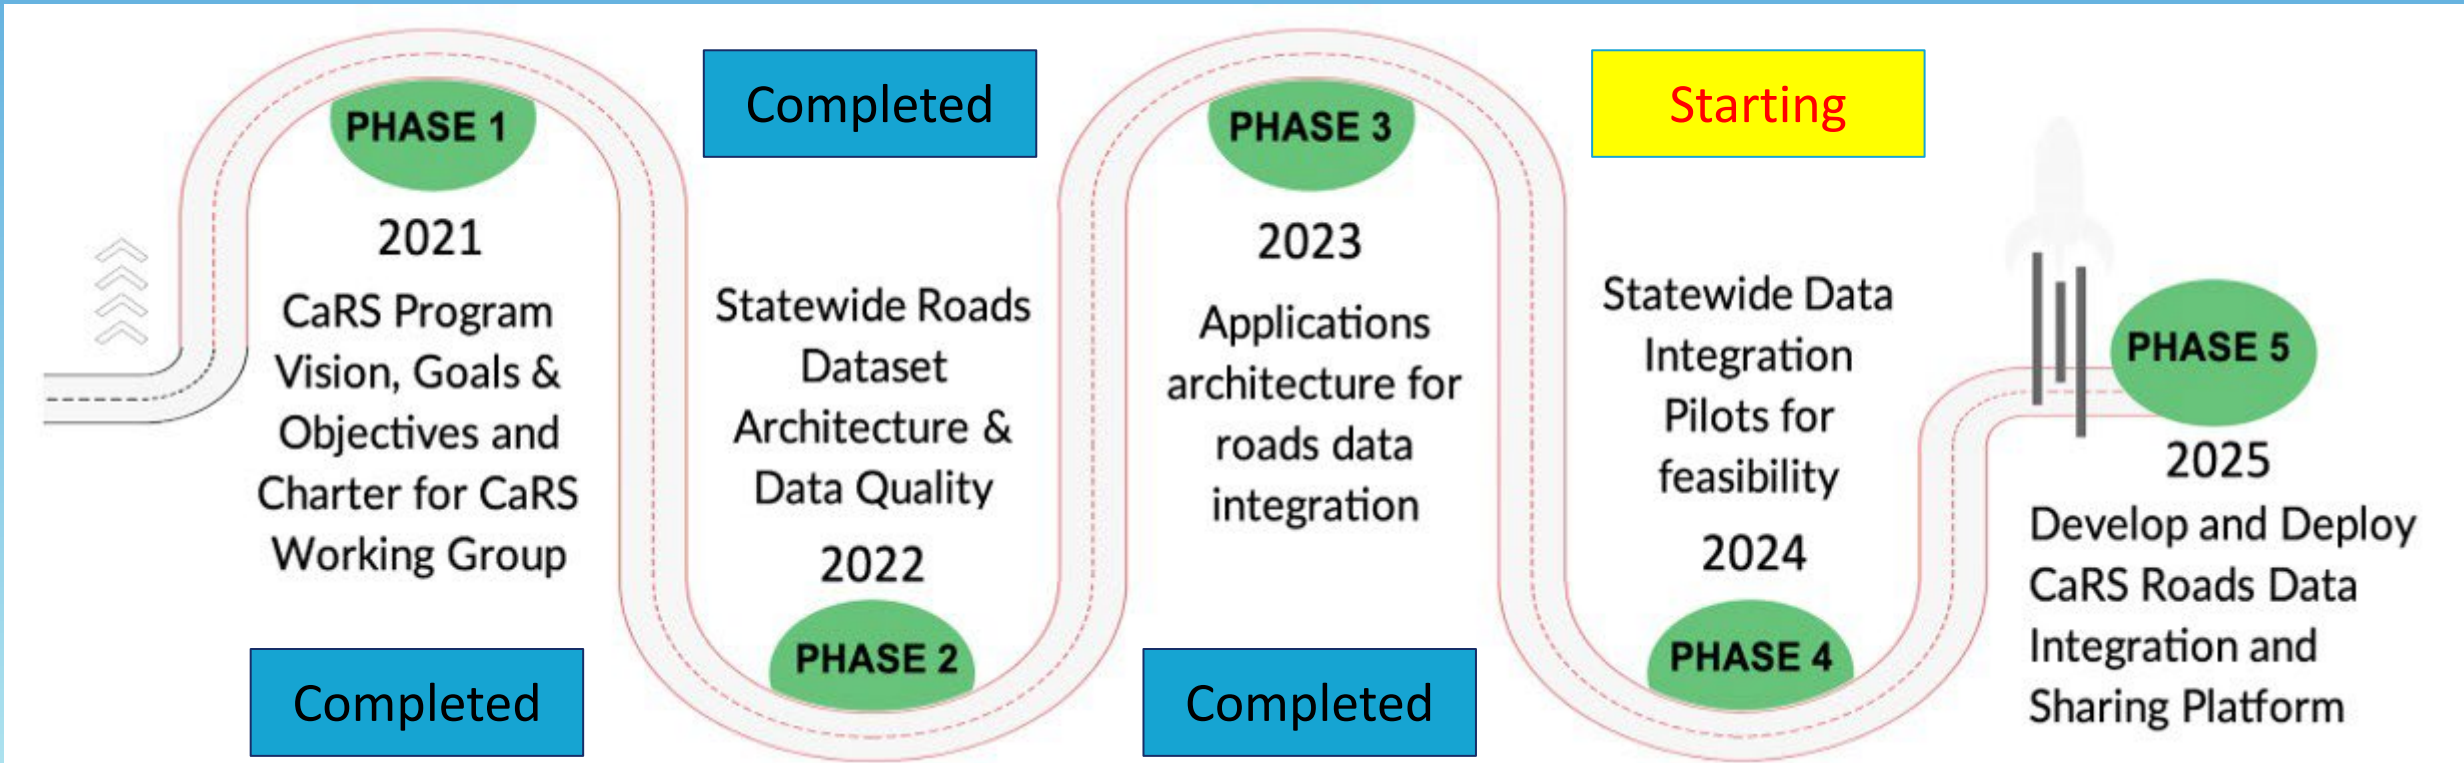 PHASE 1
2021
CaRS Program
Vision, Goals &
Objectives and
Charter for CaRS
Working Group
Completed
Completed
Statewide Roads
Dataset
Architecture &
Data Quality
2022
PHASE 2
PHASE 3
2023
Applications
architecture for
roads data
integration
Completed
Starting
Statewide Data
Integration
Pilots for
feasibility
2024
PHASE 4
PHASE 5
2025
Develop and Deploy
CaRS Roads Data
Integration and
Sharing Platform